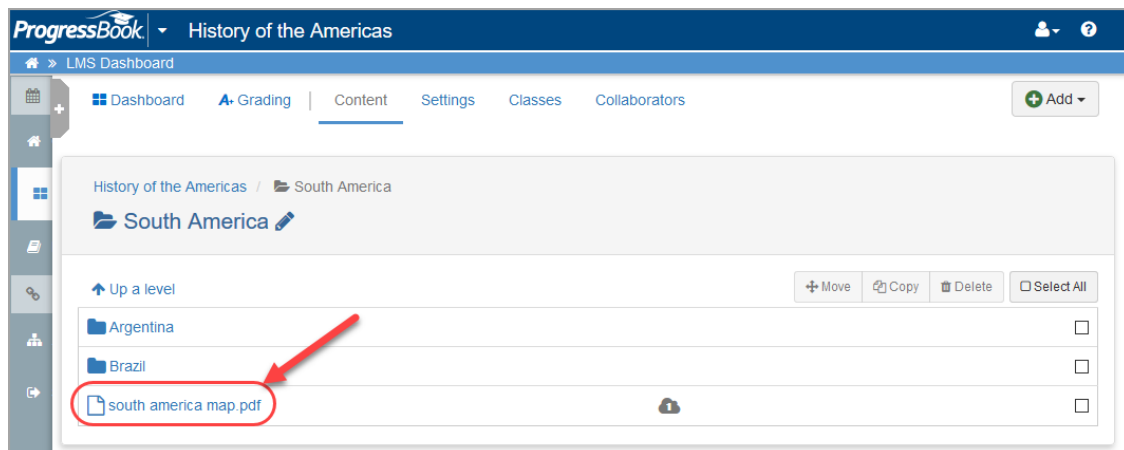 ProgressBook. History of the Americas
LMS Dashboard
Dashboard A+ Grading Content Settings Classes Collaborators Add
History of the Americas / South America
South America
Up a level Move Copy Delete Select All
Argentina
Brazil
south america map.pdf 1